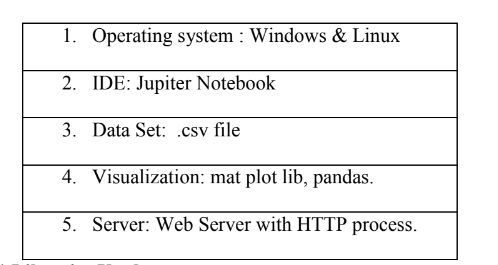 1. Operating system : Windows & Linux
2. IDE: Jupiter Notebook
3. Data Set: .csv file
4. Visualization: mat plot lib, pandas.
5. Server: Web Server with HTTP process.